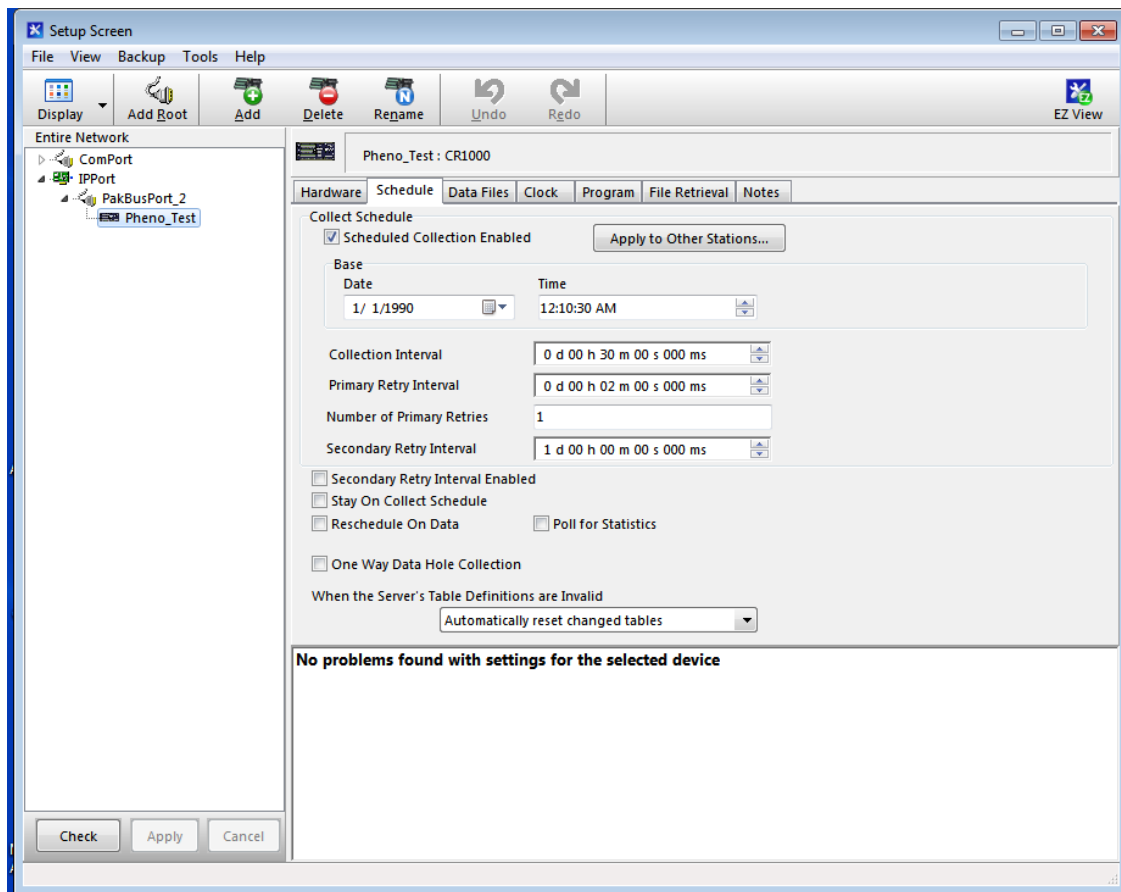 Setup Screen
File View Backup Tools Help
Display Add Root Add Delete Rename Undo Redo EZ View
Entire Network
ComPort
IPPort
PakBusPort_2
Pheno_Test
Pheno_Test : CR1000
Hardware Schedule Data Files Clock Program File Retrieval Notes
Collect Schedule
Scheduled Collection Enabled Apply to Other Stations...
Base
Date Time
1/ 1/1990 12:10:30 AM
Collection Interval 0 d 00 h 30 m 00 s 000 ms
Primary Retry Interval 0 d 00 h 02 m 00 s 000 ms
Number of Primary Retries 1
Secondary Retry Interval 1 d 00 h 00 m 00 s 000 ms
Secondary Retry Interval Enabled
Stay On Collect Schedule
Reschedule On Data Poll for Statistics
One Way Data Hole Collection
When the Server's Table Definitions are Invalid
Automatically reset changed tables
No problems found with settings for the selected device
Check Apply Cancel